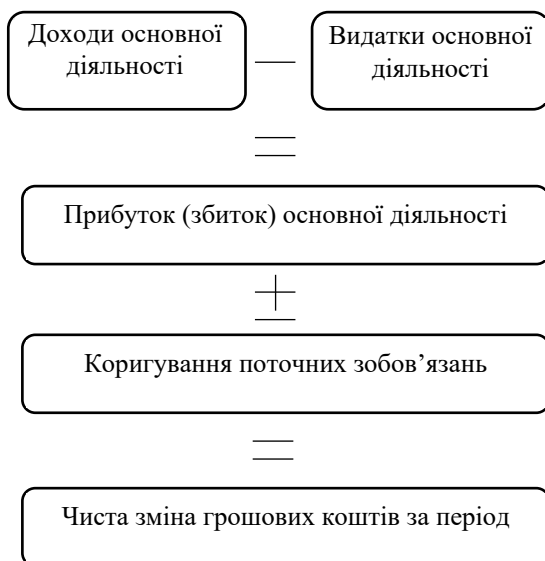 Доходи основної
діяльності
—
Видатки основної
діяльності
=
Прибуток (збиток) основної діяльності
±
Коригування поточних зобов’язань
=
Чиста зміна грошових коштів за період